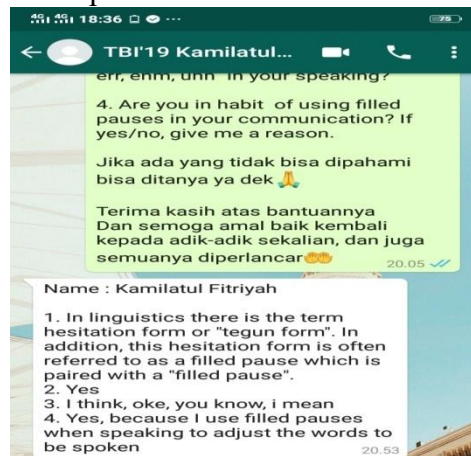 4G 4G 18:36 75
TBI'19 Kamilatul...
err, ehm, uhh in your speaking?
4. Are you in habit of using filled
pauses in your communication? If
yes/no, give me a reason.
Jika ada yang tidak bisa dipahami
bisa ditanya ya dek 🙏
Terima kasih atas bantuannya
Dan semoga amal baik kembali
kepada adik-adik sekalian, dan juga
semuanya diperlancar🤲
20.05
Name : Kamilatul Fitriyah
1. In linguistics there is the term
hesitation form or "tegun form". In
addition, this hesitation form is often
referred to as a filled pause which is
paired with a "filled pause".
2. Yes
3. I think, oke, you know, i mean
4. Yes, because I use filled pauses
when speaking to adjust the words to
be spoken
20.53